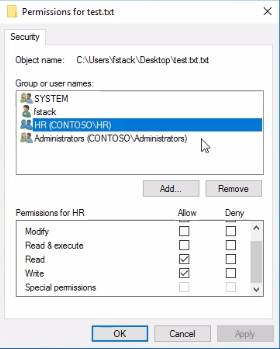 Permissions for test.txt
Security
Object name: C:\Users\fstack\Desktop\test.txt.txt
Group or user names:
SYSTEM
fstack
HR (CONTOSO\HR)
Administrators (CONTOSO\Administrators)
Add... Remove
Permissions for HR Allow Deny
Modify
Read & execute
Read
Write
Special permissions
OK Cancel Apply